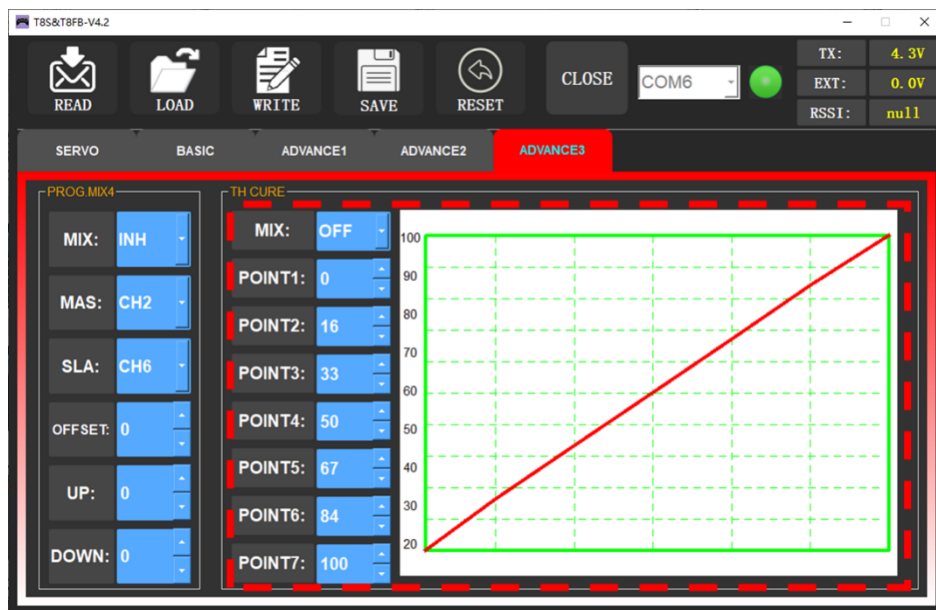 T8S&T8FB-V4.2
READ LOAD WRITE SAVE RESET CLOSE COM6
TX: 4.3V
EXT: 0.0V
RSSI: null
SERVO BASIC ADVANCE1 ADVANCE2 ADVANCE3
PROG.MIX4
MIX: INH
MAS: CH2
SLA: CH6
OFFSET: 0
UP: 0
DOWN: 0
TH CURE
MIX: OFF
POINT1: 0
POINT2: 16
POINT3: 33
POINT4: 50
POINT5: 67
POINT6: 84
POINT7: 100
100
90
80
70
60
50
40
30
20